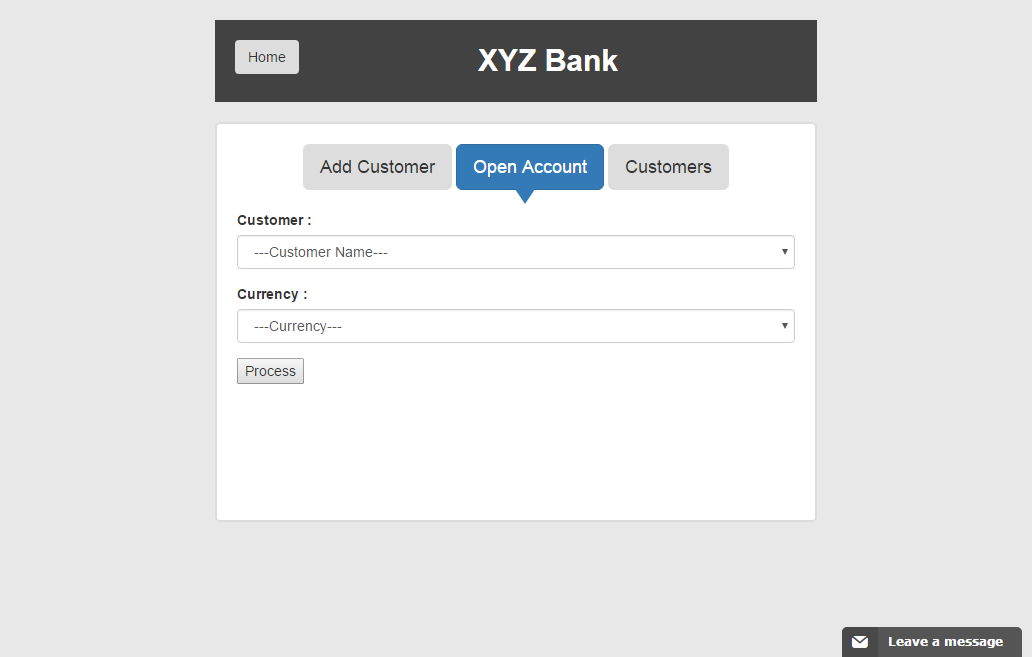 Home
XYZ Bank
Add Customer
Open Account
Customers
Customer :
---Customer Name---
Currency :
---Currency---
Process
Leave a message